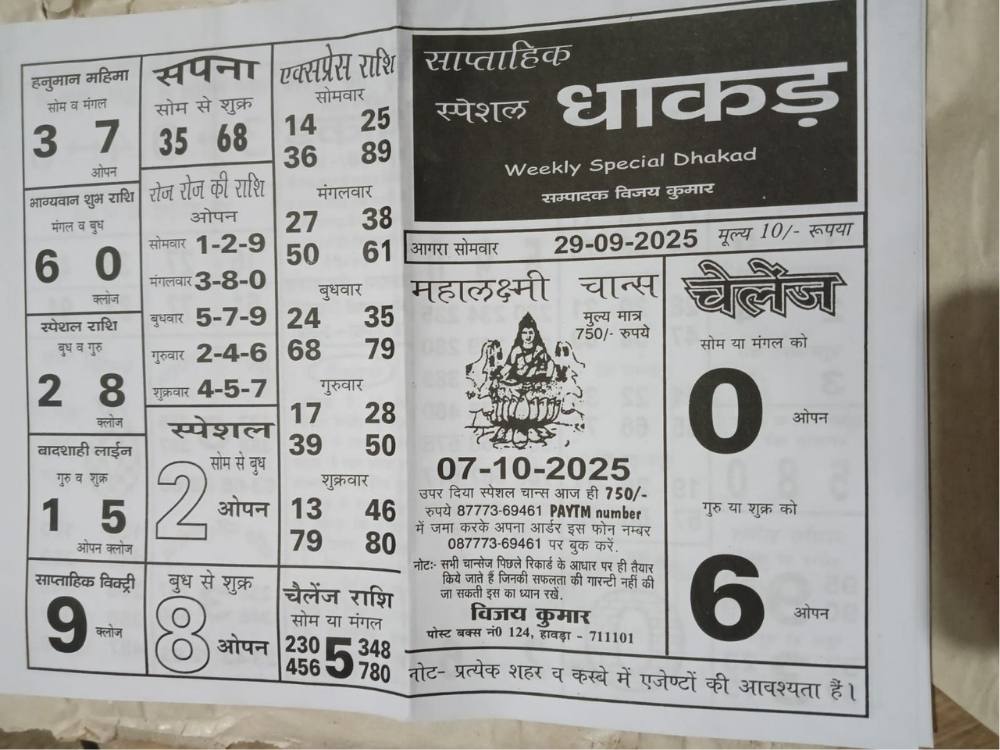 हनुमान महिमा
सोम व मंगल
3 7
ओपन
भाग्यवान शुभ राशि
मंगल व बुध
6 0
क्लोज
स्पेशल राशि
बुध व गुरु
2 8
क्लोज
बादशाही लाईन
गुरु व शुक्र
1 5
ओपन क्लोज
साप्ताहिक विक्ट्री
9 क्लोज
सपना
सोम से शुक्र
35 68
रोज रोज की राशि
ओपन
सोमवार 1-2-9
मंगलवार 3-8-0
बुधवार 5-7-9
गुरुवार 2-4-6
शुक्रवार 4-5-7
स्पेशल
सोम से बुध
2 ओपन
बुध से शुक्र
8 ओपन
एक्सप्रेस राशि
सोमवार
14 25
36 89
मंगलवार
27 38
50 61
बुधवार
24 35
68 79
गुरुवार
17 28
39 50
शुक्रवार
13 46
79 80
चैलेंज राशि
सोम या मंगल
230 5 348
456 780
साप्ताहिक
स्पेशल धाकड़
Weekly Special Dhakad
सम्पादक विजय कुमार
आगरा सोमवार 29-09-2025 मूल्य 10/- रूपया
महालक्ष्मी चान्स
मुल्य मात्र
750/- रुपये
07-10-2025
उपर दिया स्पेशल चान्स आज ही 750/-
रुपये 87773-69461 PAYTM number
में जमा करके अपना आर्डर इस फोन नम्बर
087773-69461 पर बुक करें.
नोटः- सभी चान्सेज पिछले रिकार्ड के आधार पर ही तैयार
किये जाते हैं जिनकी सफलता की गारन्टी नहीं की
जा सकती इस का ध्यान रखें.
विजय कुमार
पोस्ट बक्स नं0 124, हावड़ा - 711101
चैलेंज
सोम या मंगल को
0 ओपन
गुरु या शुक्र को
6 ओपन
नोट- प्रत्येक शहर व कस्बे में एजेण्टों की आवश्यता हैं।